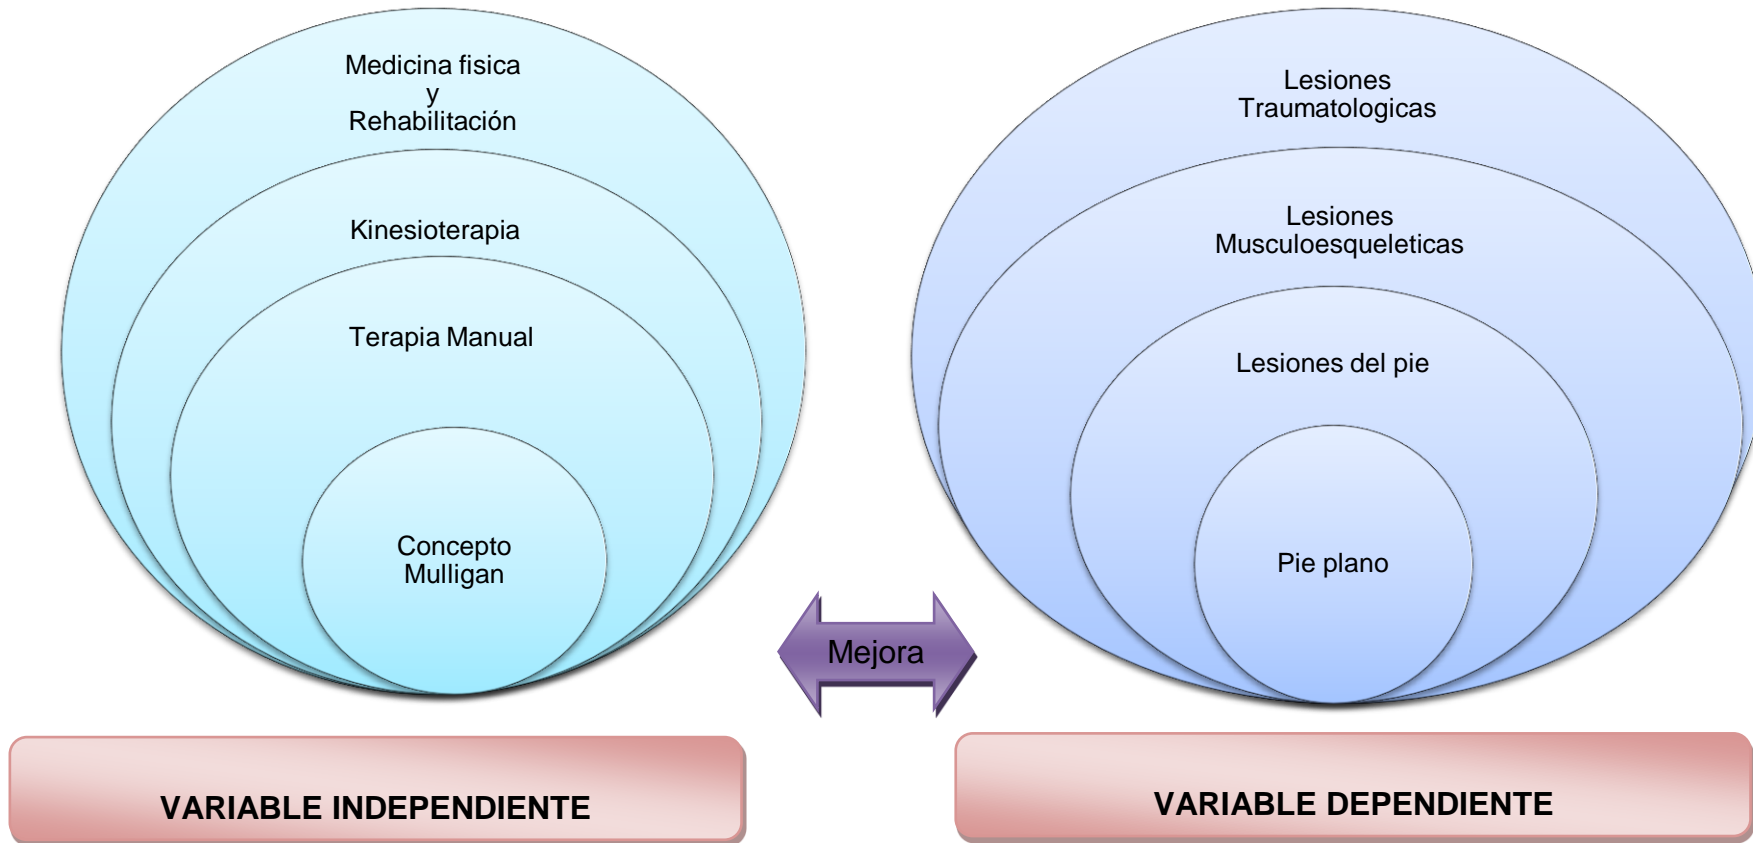 Medicina fisica
y
Rehabilitación
Kinesioterapia
Terapia Manual
Concepto
Mulligan
Mejora
Lesiones
Traumatologicas
Lesiones
Musculoesqueleticas
Lesiones del pie
Pie plano
VARIABLE INDEPENDIENTE
VARIABLE DEPENDIENTE